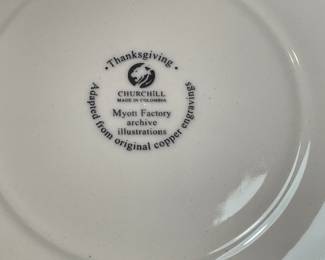 • Thanksgiving •
CHURCHILL
MADE IN COLOMBIA
Myott Factory
archive
illustrations
Adapted from original copper engravings